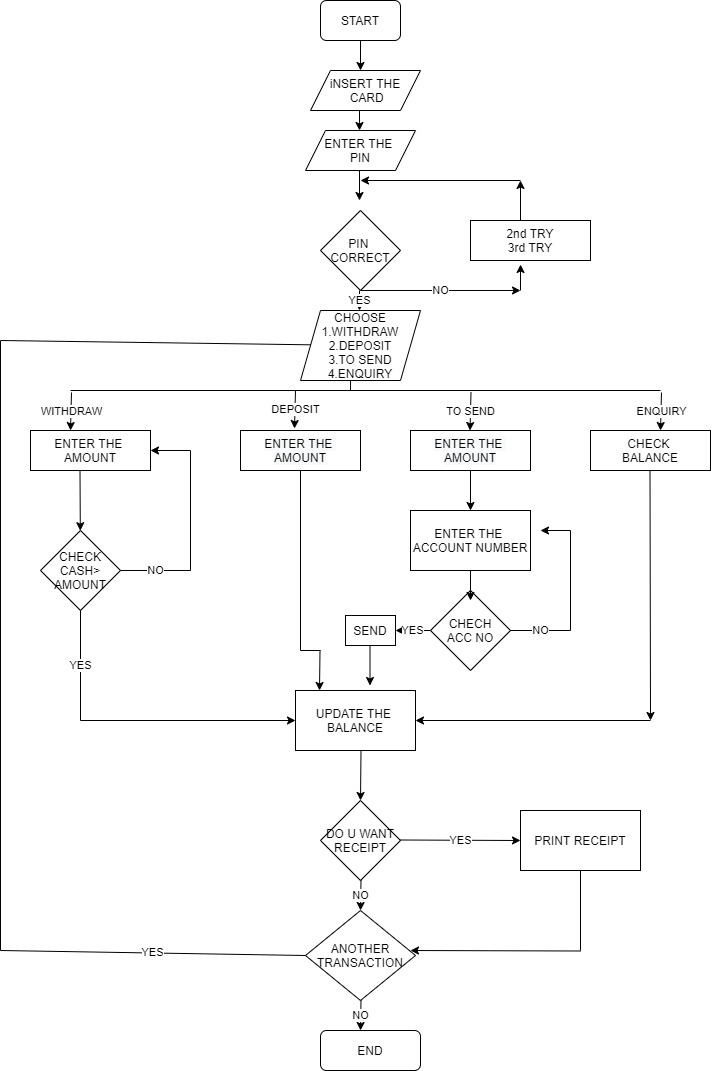 START
iNSERT THE
CARD
ENTER THE
PIN
PIN
CORRECT
2nd TRY
3rd TRY
NO
YES
CHOOSE
1.WITHDRAW
2.DEPOSIT
3.TO SEND
4.ENQUIRY
WITHDRAW
DEPOSIT
TO SEND
ENQUIRY
ENTER THE
AMOUNT
ENTER THE
AMOUNT
ENTER THE
AMOUNT
CHECK
BALANCE
ENTER THE
ACCOUNT NUMBER
CHECK
CASH>
AMOUNT
NO
SEND
YES
CHECH
ACC NO
NO
YES
UPDATE THE
BALANCE
DO U WANT
RECEIPT
YES
PRINT RECEIPT
NO
ANOTHER
TRANSACTION
YES
NO
END